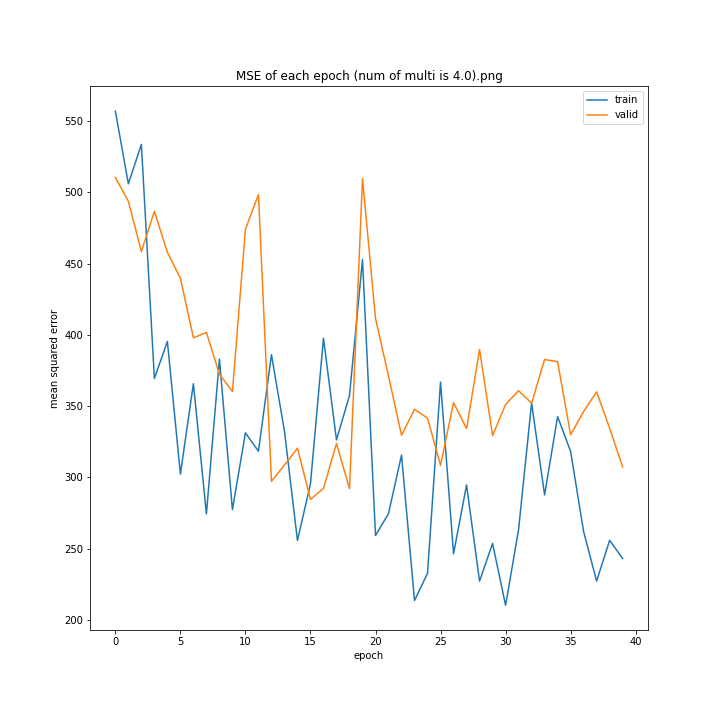 MSE of each epoch (num of multi is 4.0).png
train
valid
mean squared error
550
500
450
400
350
300
250
200
0 5 10 15 20 25 30 35 40
epoch